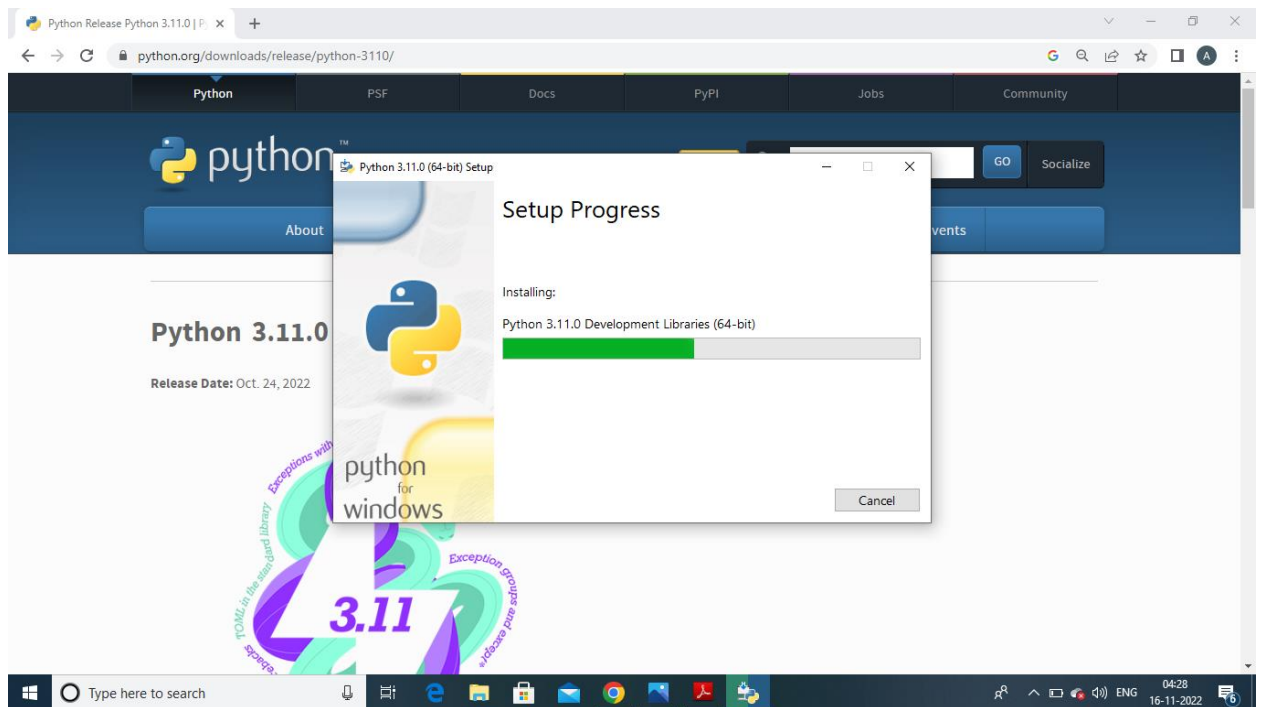 Python Release Python 3.11.0 | P
python.org/downloads/release/python-3110/
G
A
Python
PSF
Docs
PyPI
Jobs
Community
python™
GO
Socialize
About
vents
Python 3.11.0
Release Date: Oct. 24, 2022
Python 3.11.0 (64-bit) Setup
Setup Progress
Installing:
Python 3.11.0 Development Libraries (64-bit)
Cancel
python
for
windows
Exceptions with
TOML in the standard library
Exception groups and except*
ebacks
3.11
Type here to search
ENG
04:28
16-11-2022
6